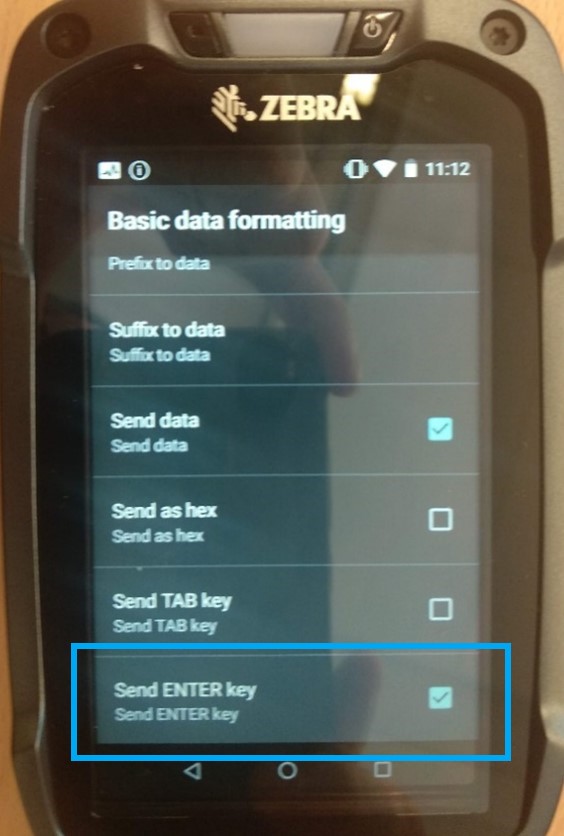 ZEBRA
11:12
Basic data formatting
Prefix to data
Suffix to data
Suffix to data
Send data
Send data
Send as hex
Send as hex
Send TAB key
Send TAB key
Send ENTER key
Send ENTER key